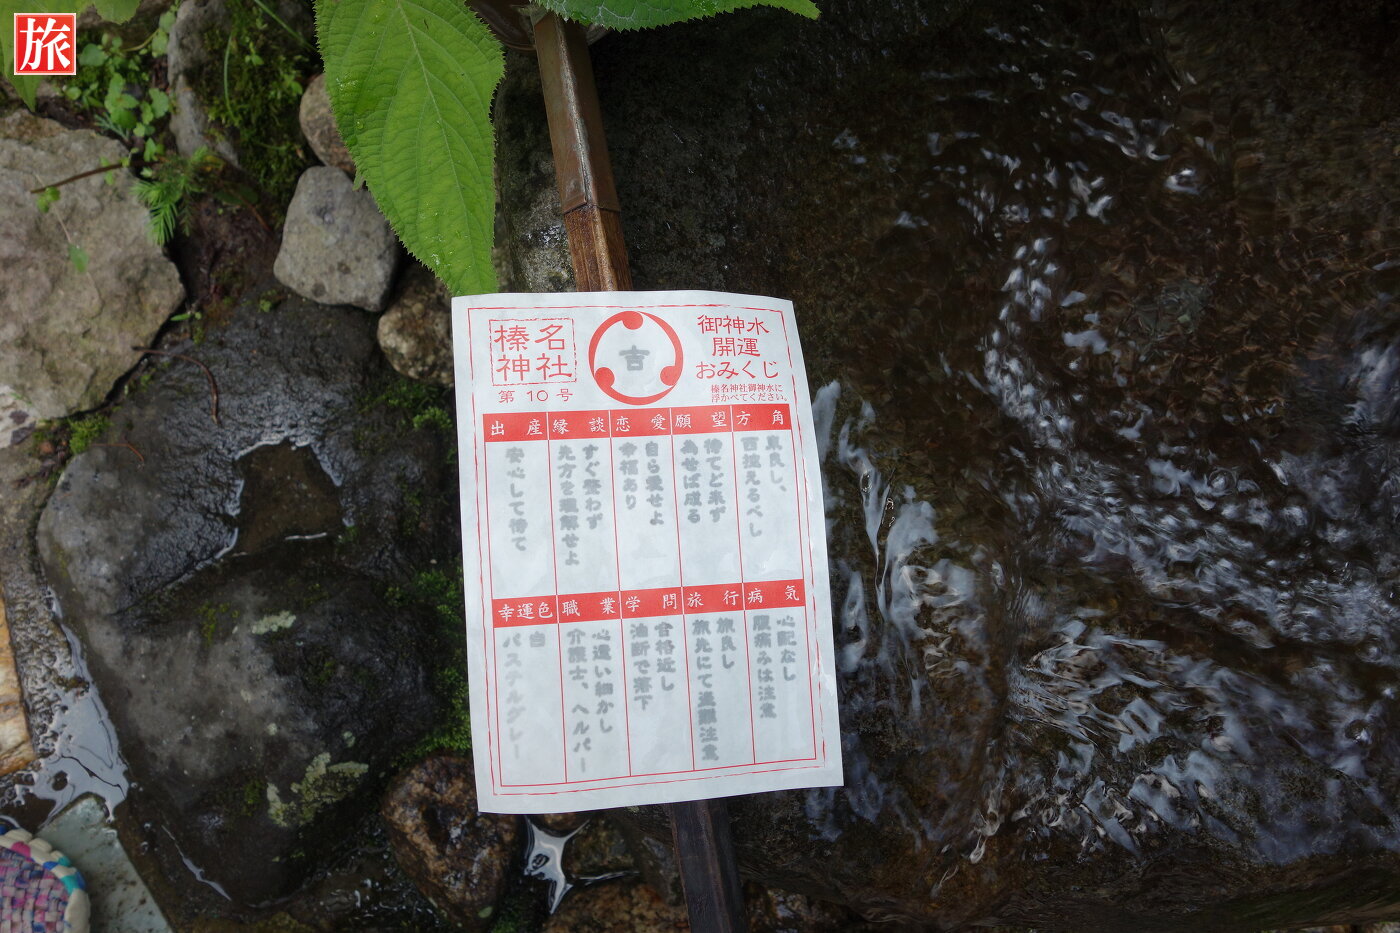 旅
榛名
神社
第 10 号
吉
御神水
開運
おみくじ
榛名神社御神水に
浮かべてください。
方角
東良し、
西控えるべし
願望
待てど来ず
為せば成る
恋愛
自ら愛せよ
幸福あり
縁談
すぐ整わず
先方を理解せよ
出産
安心して待て
病気
心配なし
腹痛みは注意
旅行
旅良し
旅先にて盗難注意
学問
合格近し
油断で落下
職業
心遣い細かし
介護士、ヘルパー
幸運色
白
パステルグレー